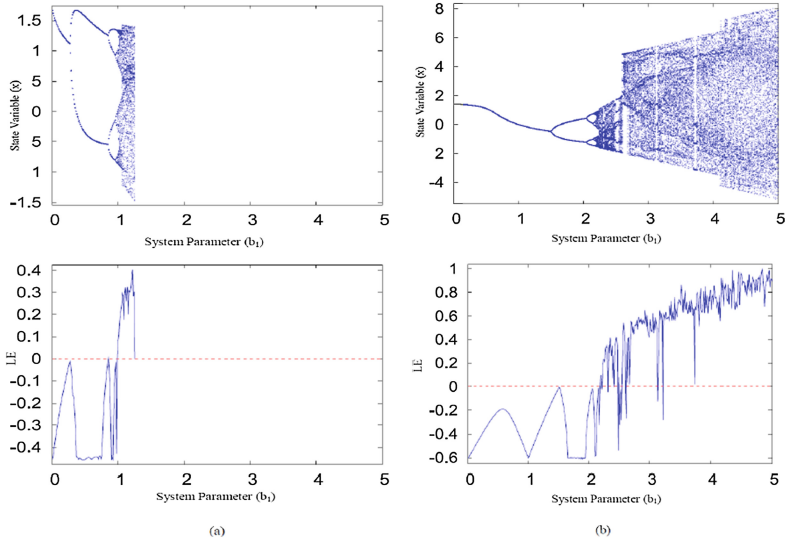 1.5
1
5
0
5
1
-1.5
State Variable (x)
0 1 2 3 4 5
System Parameter (b1)
8
6
4
2
0
2
-4
State Variable (x)
0 1 2 3 4 5
System Parameter (b1)
0.4
0.3
0.2
0.1
0
-0.1
-0.2
-0.3
-0.4
LE
0 1 2 3 4 5
System Parameter (b1)
(a)
1
0.8
0.6
0.4
0.2
0
-0.2
-0.4
-0.6
LE
0 1 2 3 4 5
System Parameter (b1)
(b)